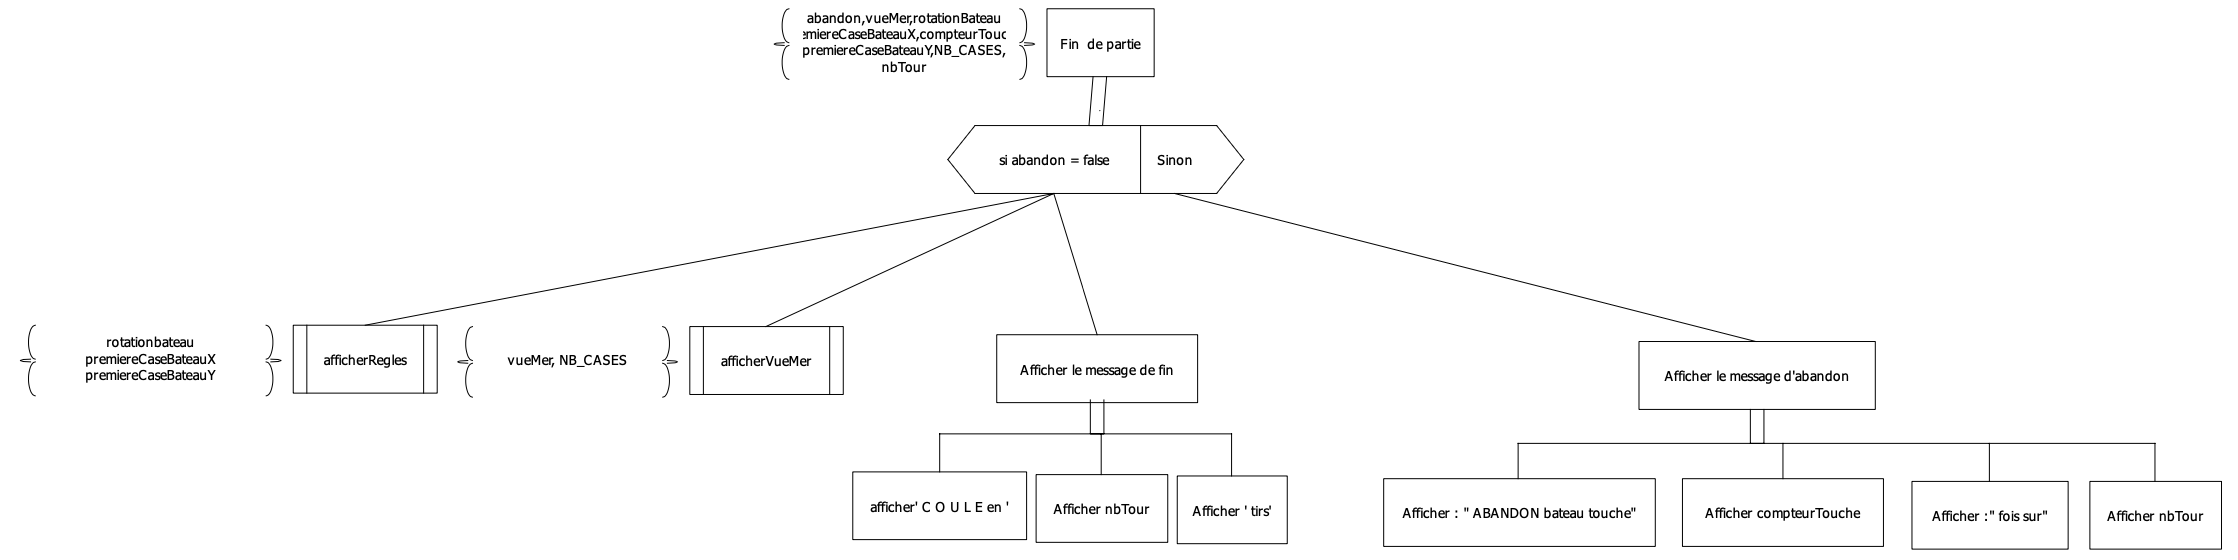 abandon,vueMer,rotationBateau
emiereCaseBateauX,compteurTouc
premiereCaseBateauY,NB_CASES,
nbTour
Fin de partie
si abandon = false
Sinon
rotationbateau
premiereCaseBateauX
premiereCaseBateauY
afficherRegles
vueMer, NB_CASES
afficherVueMer
Afficher le message de fin
Afficher le message d'abandon
afficher' C O U L E en '
Afficher nbTour
Afficher ' tirs'
Afficher : " ABANDON bateau touche"
Afficher compteurTouche
Afficher :" fois sur"
Afficher nbTour